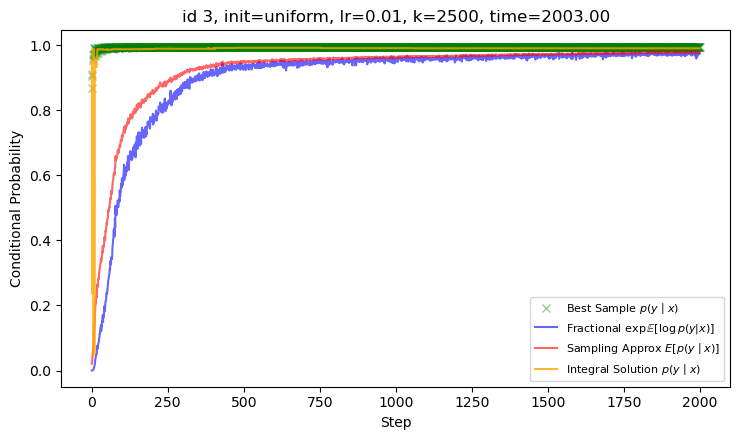 id 3, init=uniform, lr=0.01, k=2500, time=2003.00
1.0
0.8
0.6
0.4
0.2
0.0
Conditional Probability
Best Sample p(y | x)
Fractional exp𝔼[log p(y|x)]
Sampling Approx E[p(y | x)]
Integral Solution p(y | x)
0 250 500 750 1000 1250 1500 1750 2000
Step